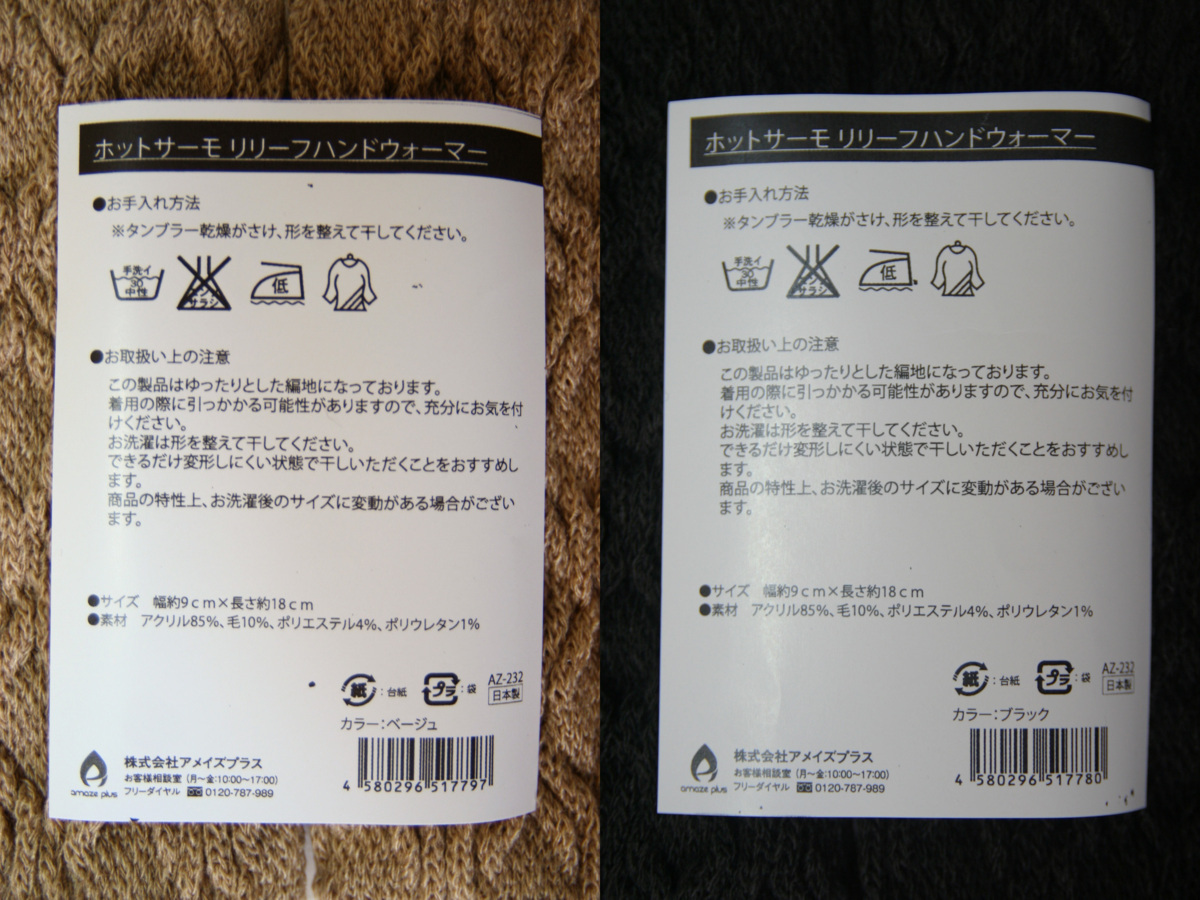 ホットサーモ リリーフハンドウォーマー
●お手入れ方法
※タンブラー乾燥がさけ、形を整えて干してください。
手洗イ
30
中性
エンソ
サラシ
低
●お取扱い上の注意
この製品はゆったりとした編地になっております。
着用の際に引っかかる可能性がありますので、充分にお気を付
けください。
お洗濯は形を整えて干してください。
できるだけ変形しにくい状態で干しいただくことをおすすめし
ます。
商品の特性上、お洗濯後のサイズに変動がある場合がござい
ます。
●サイズ 幅約9cm×長さ約18cm
●素材 アクリル85%、毛10%、ポリエステル4%、ポリウレタン1%
紙 :台紙 プラ :袋 AZ-232
日本製
カラー:ベージュ
4 580296 517797
amaze plus
株式会社アメイズプラス
お客様相談室 (月〜金:10:00〜17:00)
フリーダイヤル 0120-787-989
ホットサーモ リリーフハンドウォーマー
●お手入れ方法
※タンブラー乾燥がさけ、形を整えて干してください。
手洗イ
30
中性
エンソ
サラシ
低
●お取扱い上の注意
この製品はゆったりとした編地になっております。
着用の際に引っかかる可能性がありますので、充分にお気を付
けください。
お洗濯は形を整えて干してください。
できるだけ変形しにくい状態で干しいただくことをおすすめし
ます。
商品の特性上、お洗濯後のサイズに変動がある場合がござい
ます。
●サイズ 幅約9cm×長さ約18cm
●素材 アクリル85%、毛10%、ポリエステル4%、ポリウレタン1%
紙 :台紙 プラ :袋 AZ-232
日本製
カラー:ブラック
4 580296 517780
amaze plus
株式会社アメイズプラス
お客様相談室 (月〜金:10:00〜17:00)
フリーダイヤル 0120-787-989